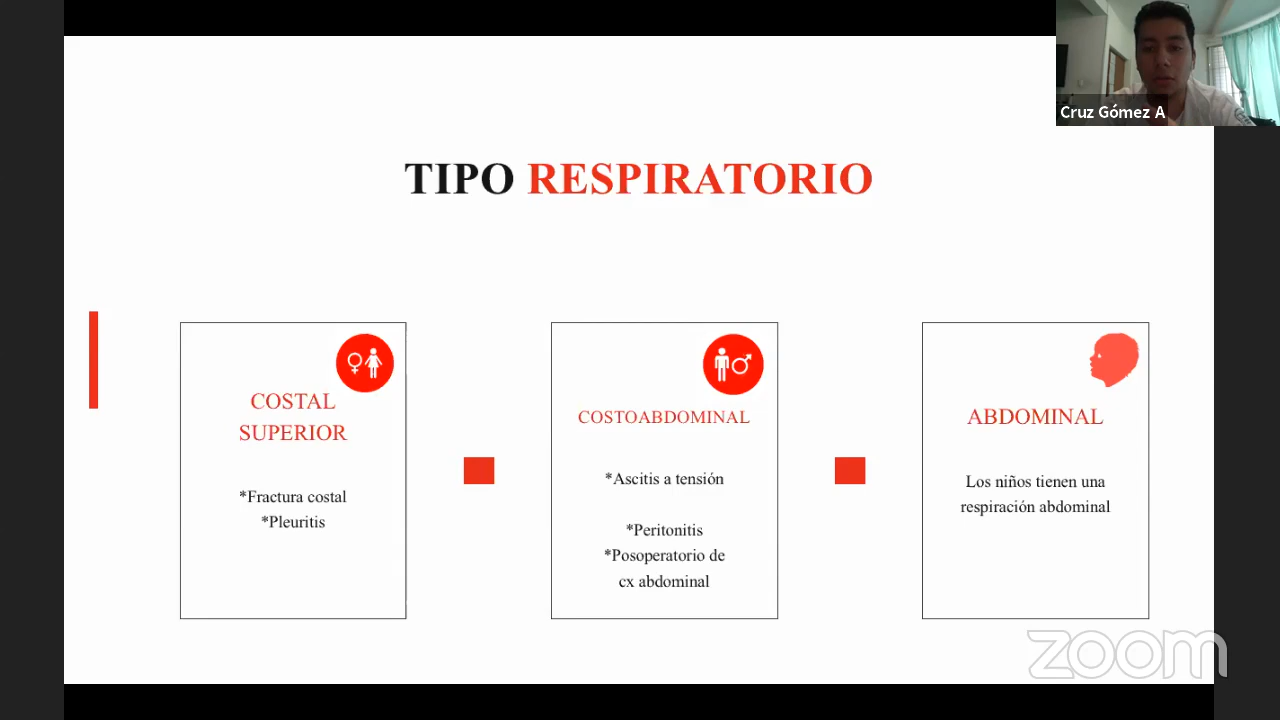 Cruz Gómez A
TIPO RESPIRATORIO
COSTAL
SUPERIOR
*Fractura costal
*Pleuritis
COSTOABDOMINAL
*Ascitis a tensión
*Peritonitis
*Posoperatorio de
cx abdominal
ABDOMINAL
Los niños tienen una
respiración abdominal
zoom